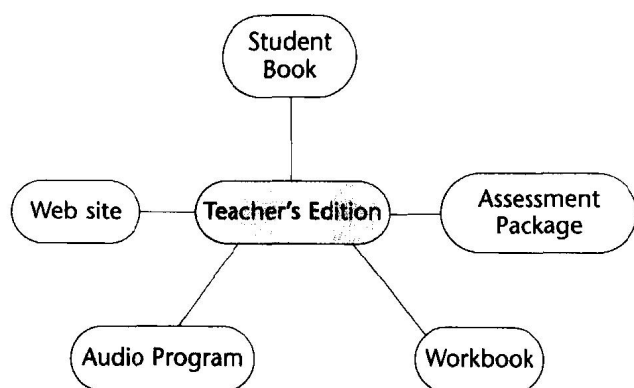 Student
Book
Web site
Teacher's Edition
Assessment
Package
Audio Program
Workbook